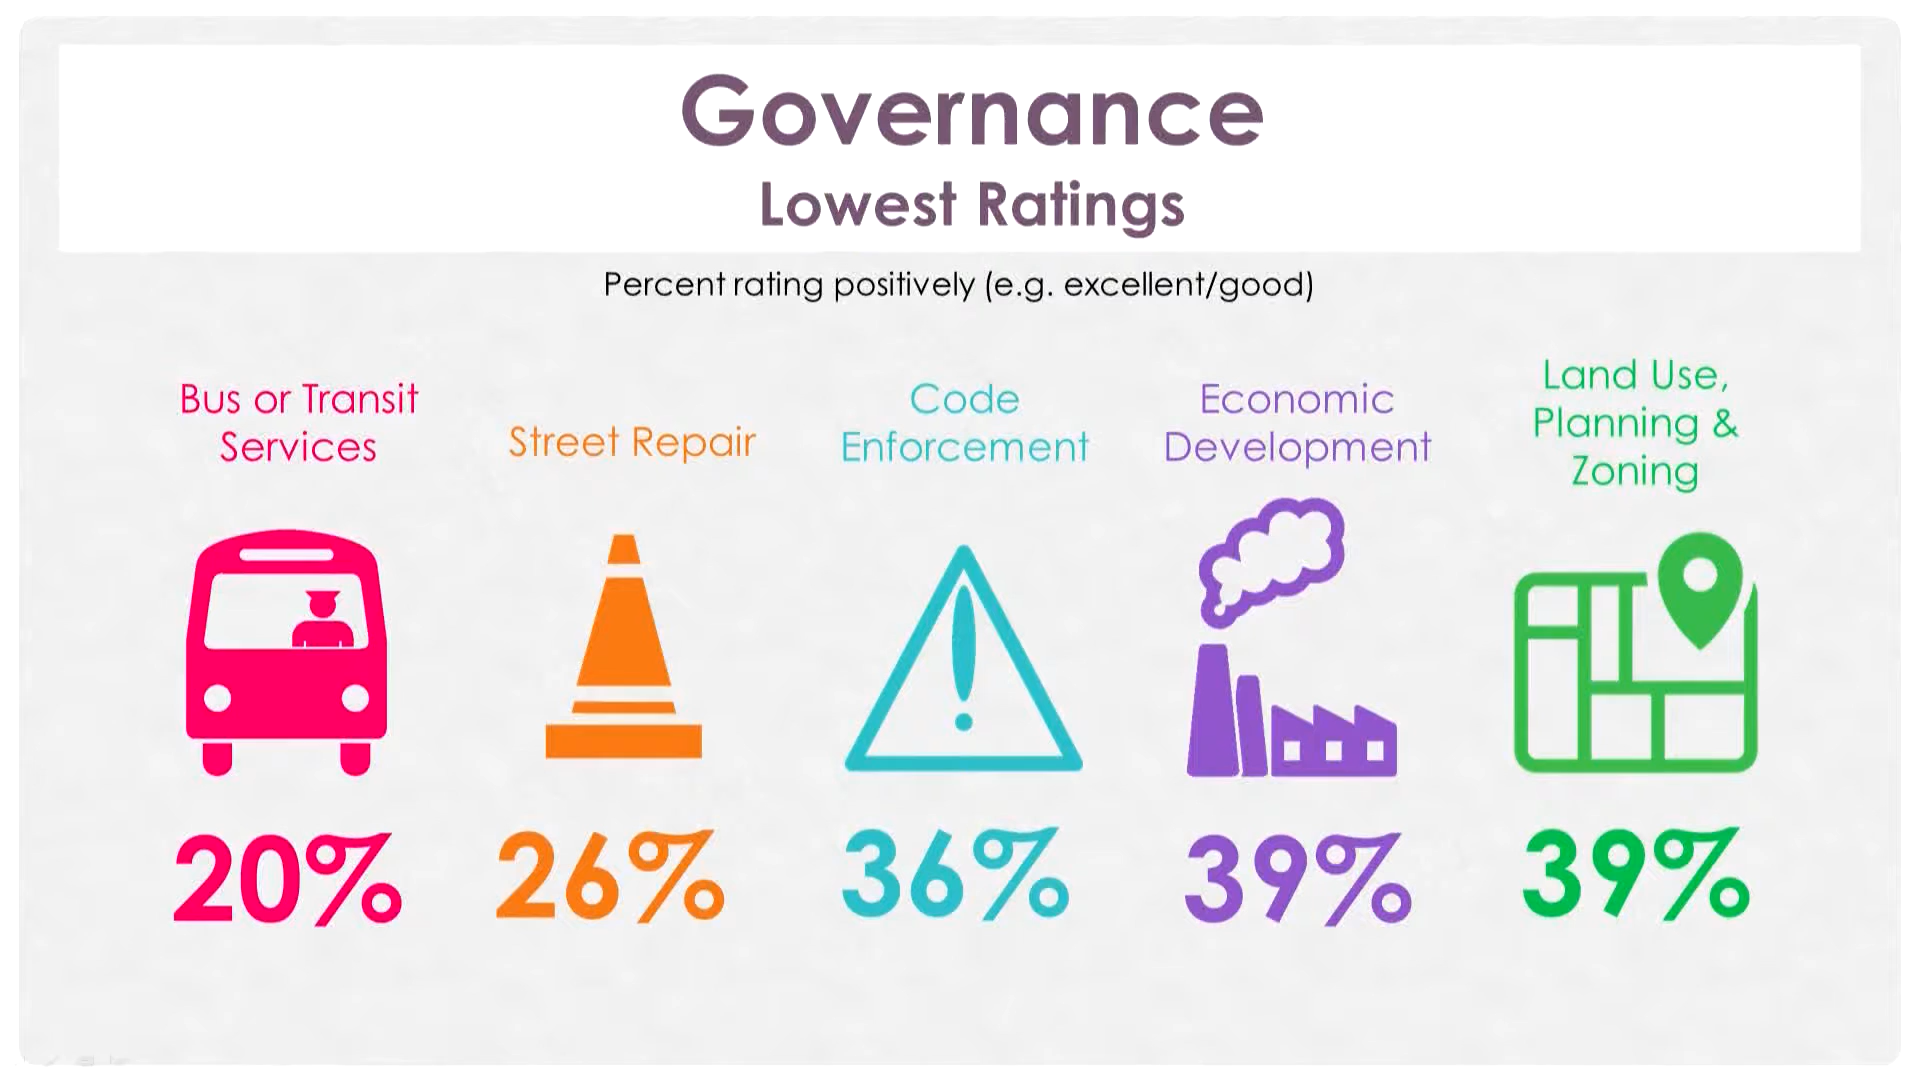 Governance
Lowest Ratings
Percent rating positively (e.g. excellent/good)
Bus or Transit
Services
20%
Street Repair
26%
Code
Enforcement
36%
Economic
Development
39%
Land Use,
Planning &
Zoning
39%